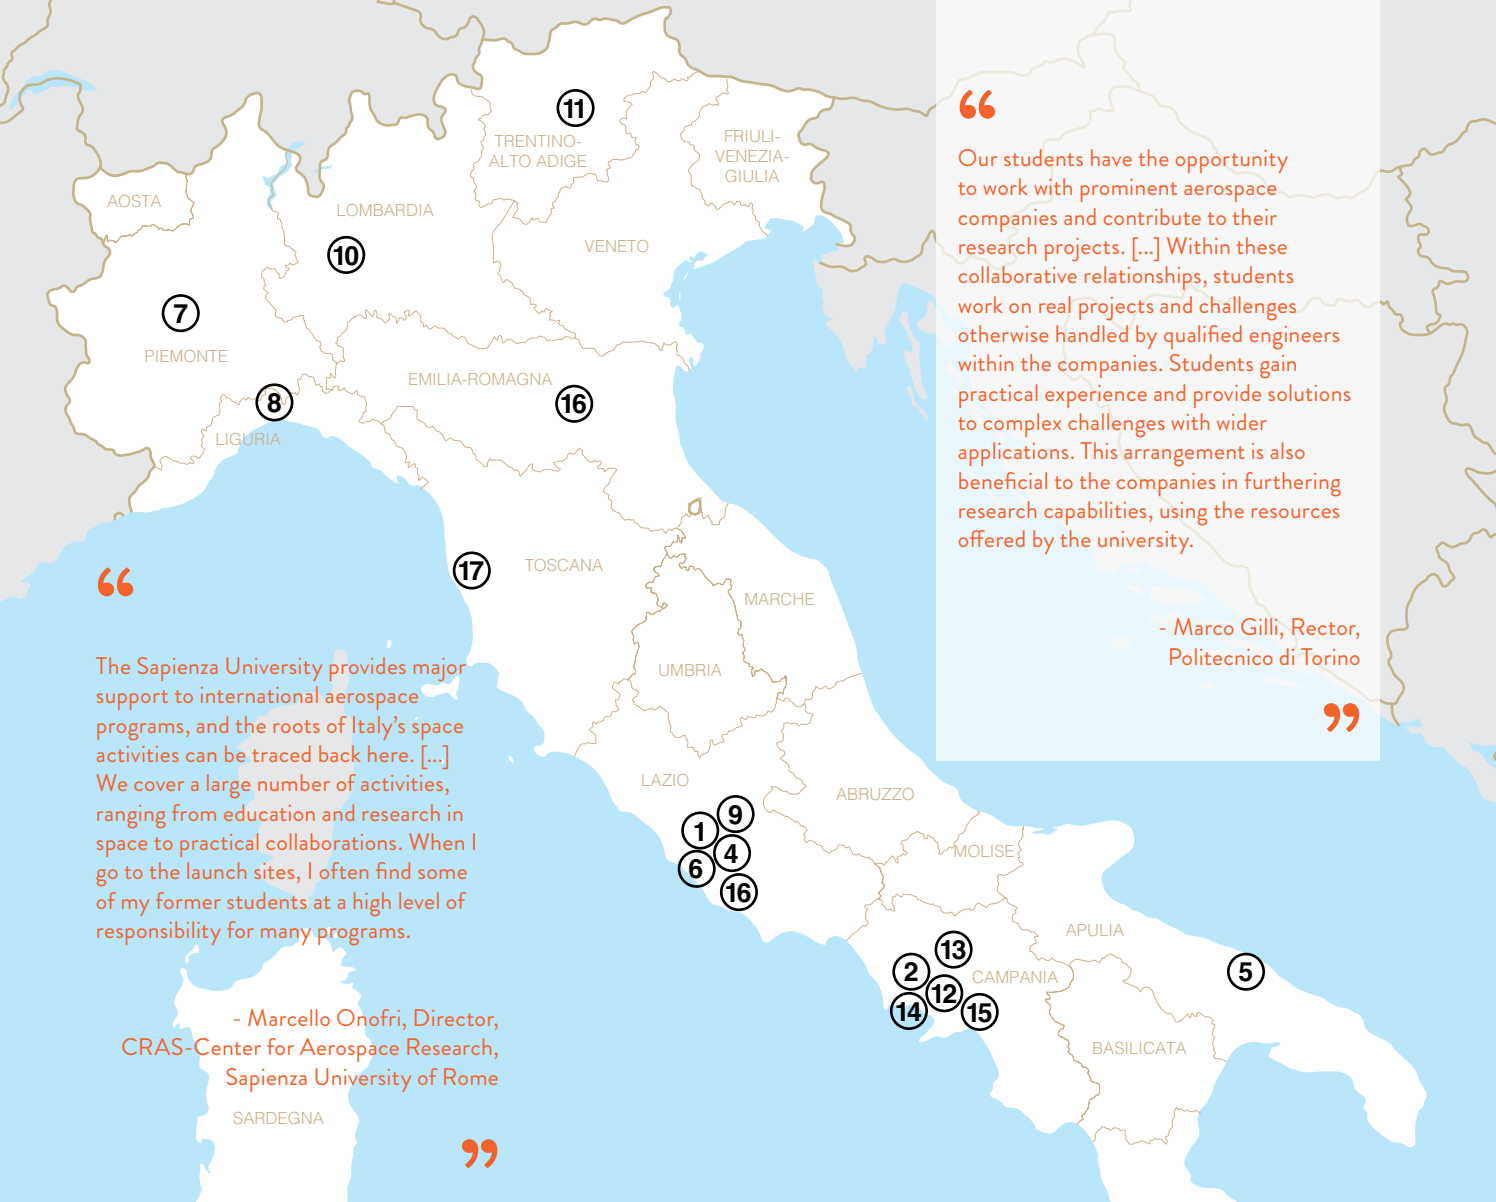 11
TRENTINO-
ALTO ADIGE
FRIULI-
VENEZIA-
GIULIA
AOSTA
LOMBARDIA
10
VENETO
7
PIEMONTE
EMILIA-ROMAGNA
8
16
LIGURIA
17
TOSCANA
MARCHE
UMBRIA
LAZIO
ABRUZZO
9
1
4
6
16
MOLISE
APULIA
13
2
CAMPANIA
12
14
15
5
BASILICATA
SARDEGNA
“
Our students have the opportunity
to work with prominent aerospace
companies and contribute to their
research projects. [...] Within these
collaborative relationships, students
work on real projects and challenges
otherwise handled by qualified engineers
within the companies. Students gain
practical experience and provide solutions
to complex challenges with wider
applications. This arrangement is also
beneficial to the companies in furthering
research capabilities, using the resources
offered by the university.
- Marco Gilli, Rector,
Politecnico di Torino
”
“
The Sapienza University provides major
support to international aerospace
programs, and the roots of Italy’s space
activities can be traced back here. [...]
We cover a large number of activities,
ranging from education and research in
space to practical collaborations. When I
go to the launch sites, I often find some
of my former students at a high level of
responsibility for many programs.
- Marcello Onofri, Director,
CRAS-Center for Aerospace Research,
Sapienza University of Rome
”